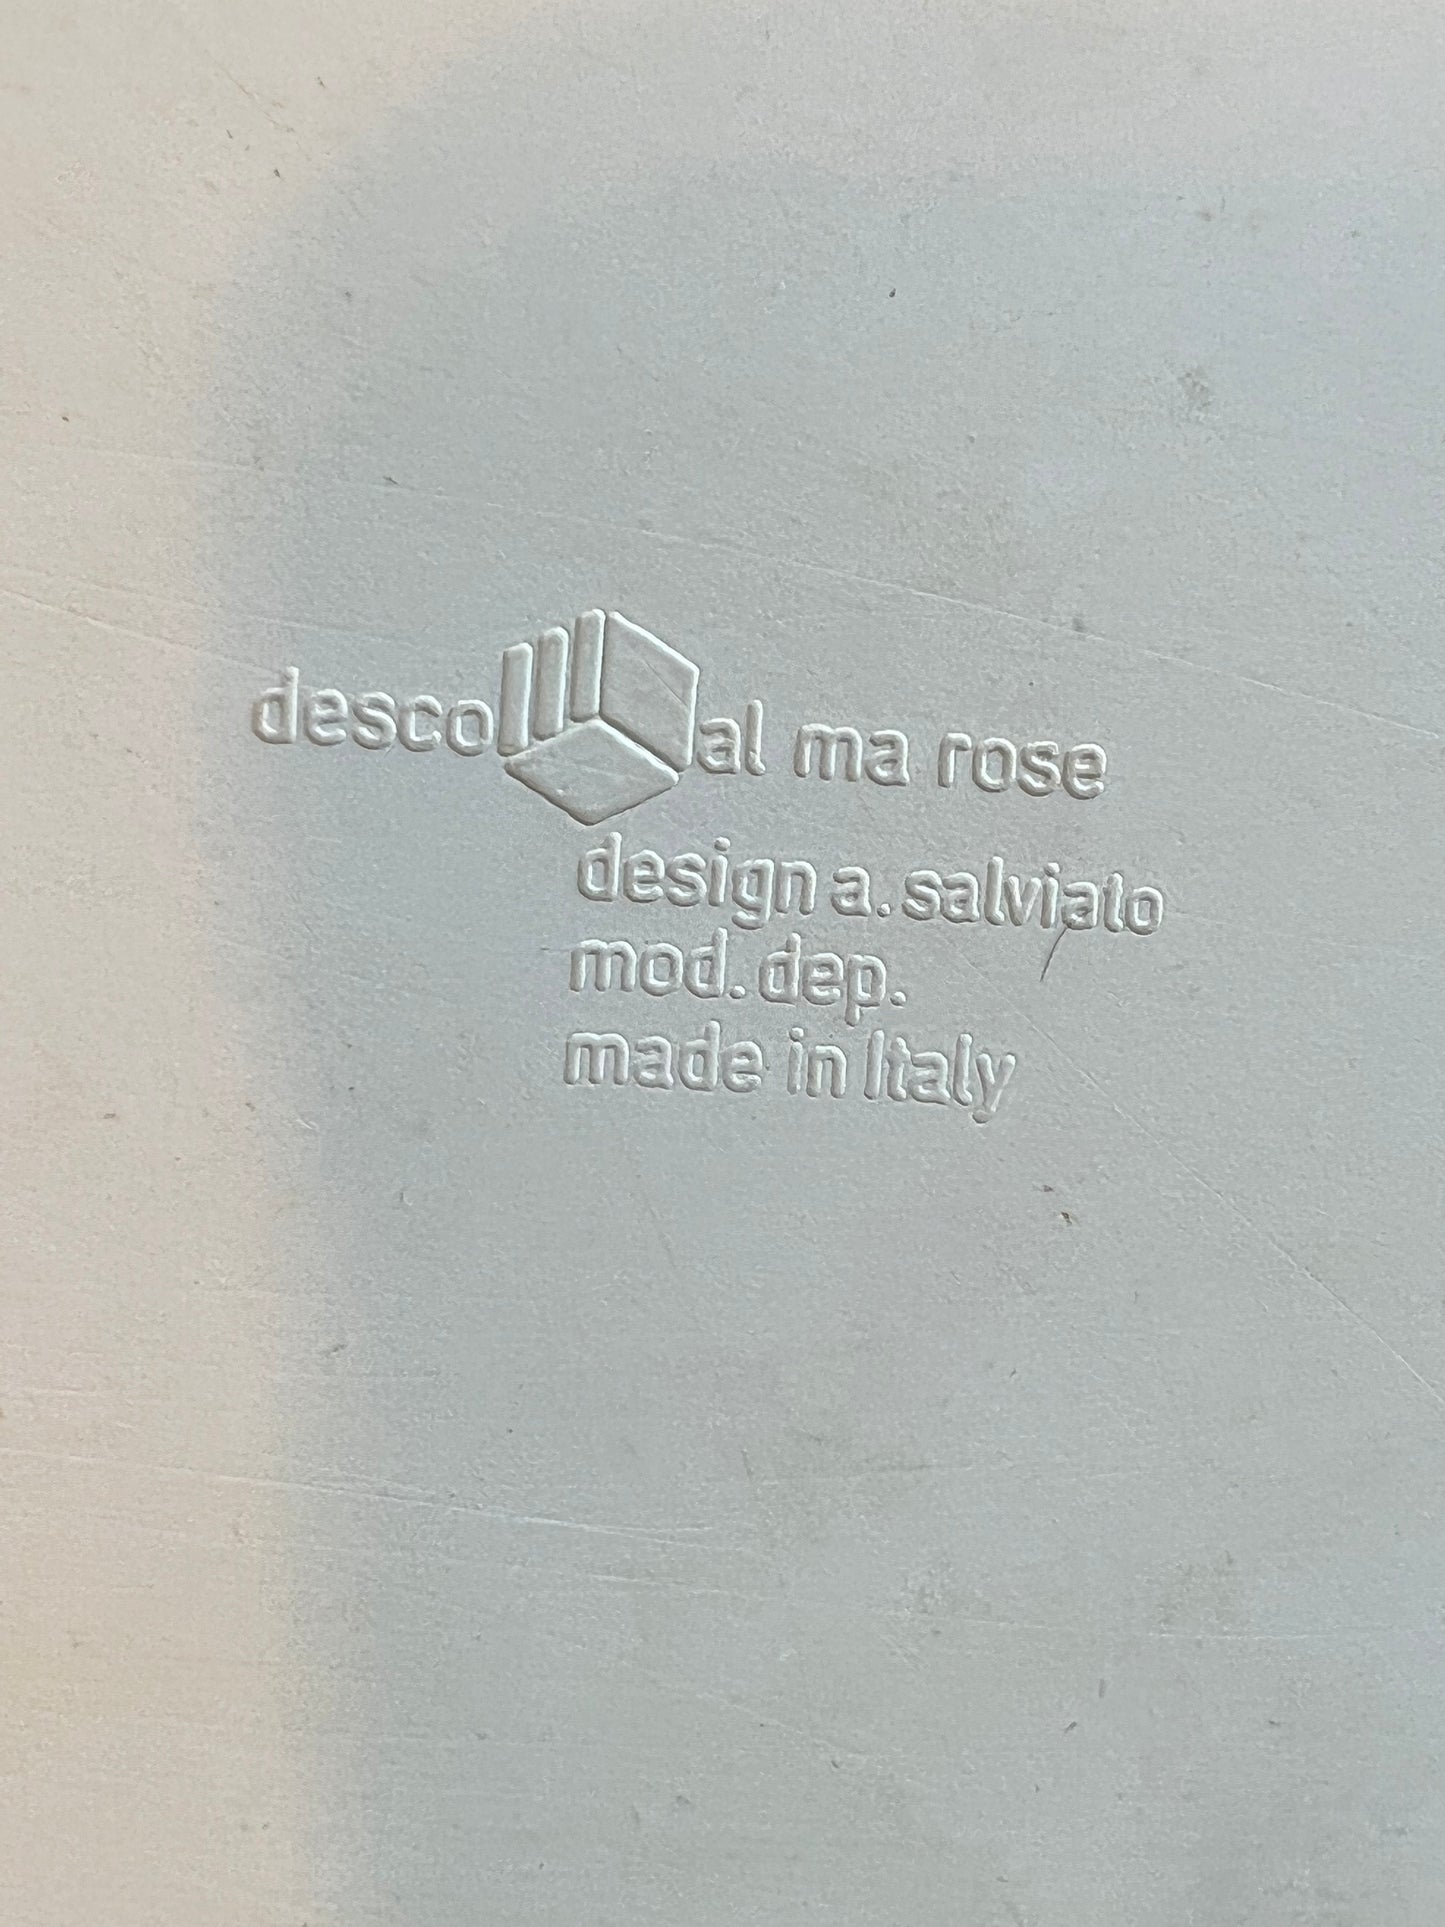 desco al ma rose
design a. salviato
mod. dep.
made in Italy